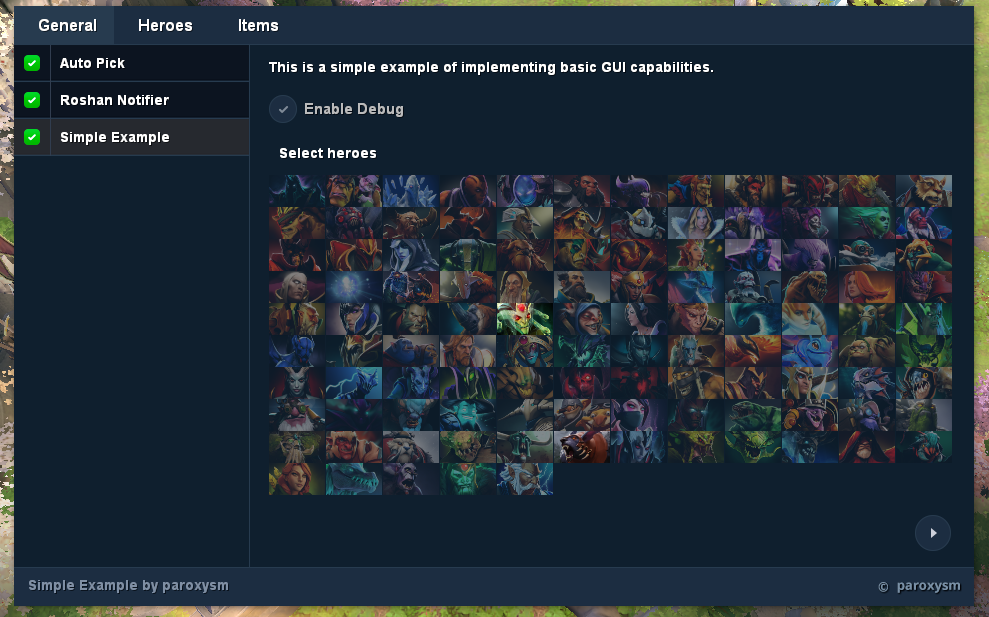 General Heroes Items
Auto Pick
Roshan Notifier
Simple Example
This is a simple example of implementing basic GUI capabilities.
Enable Debug
Select heroes
Simple Example by paroxysm
© paroxysm